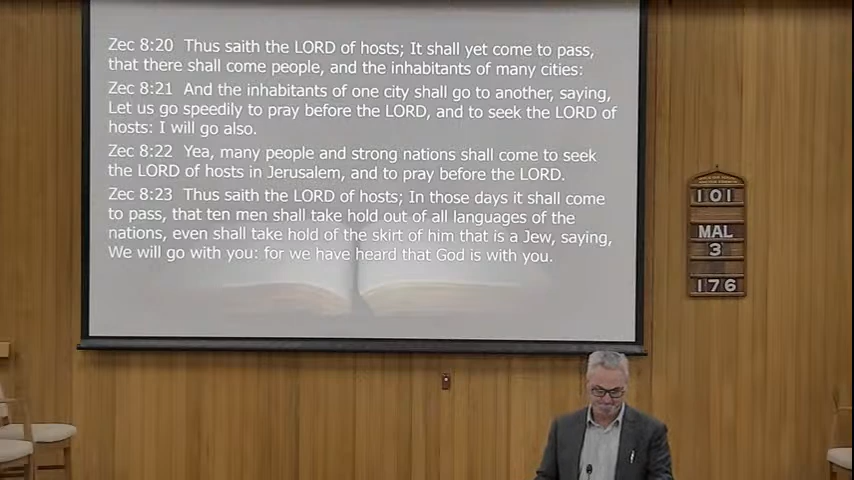 Zec 8:20 Thus saith the LORD of hosts; It shall yet come to pass,
that there shall come people, and the inhabitants of many cities:
Zec 8:21 And the inhabitants of one city shall go to another, saying,
Let us go speedily to pray before the LORD, and to seek the LORD of
hosts: I will go also.
Zec 8:22 Yea, many people and strong nations shall come to seek
the LORD of hosts in Jerusalem, and to pray before the LORD.
Zec 8:23 Thus saith the LORD of hosts; In those days it shall come
to pass, that ten men shall take hold out of all languages of the
nations, even shall take hold of the skirt of him that is a Jew, saying,
We will go with you: for we have heard that God is with you.
101
MAL
3
176